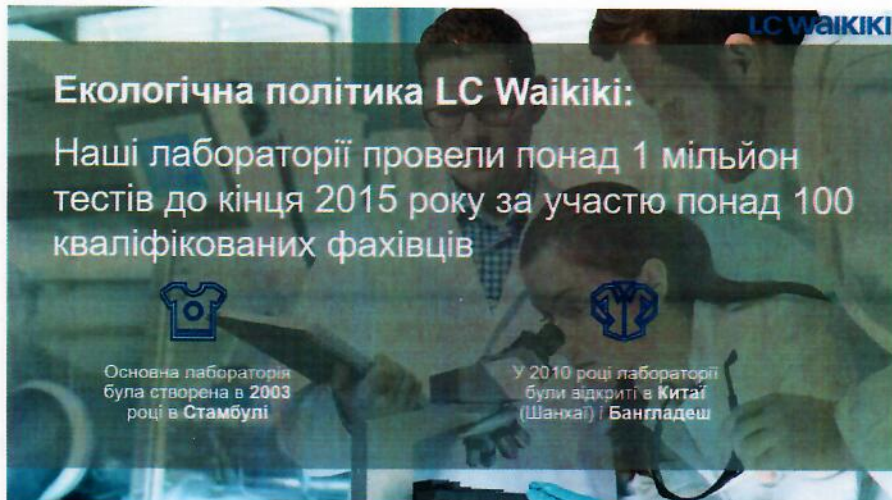 LC WAIKIKI
Екологічна політика LC Waikiki:
Наші лабораторії провели понад 1 мільйон
тестів до кінця 2015 року за участю понад 100
кваліфікованих фахівців
Основна лабораторія
була створена в 2003
році в Стамбулі
У 2010 році лабораторії
були відкриті в Китаї
(Шанхаї) і Бангладеш